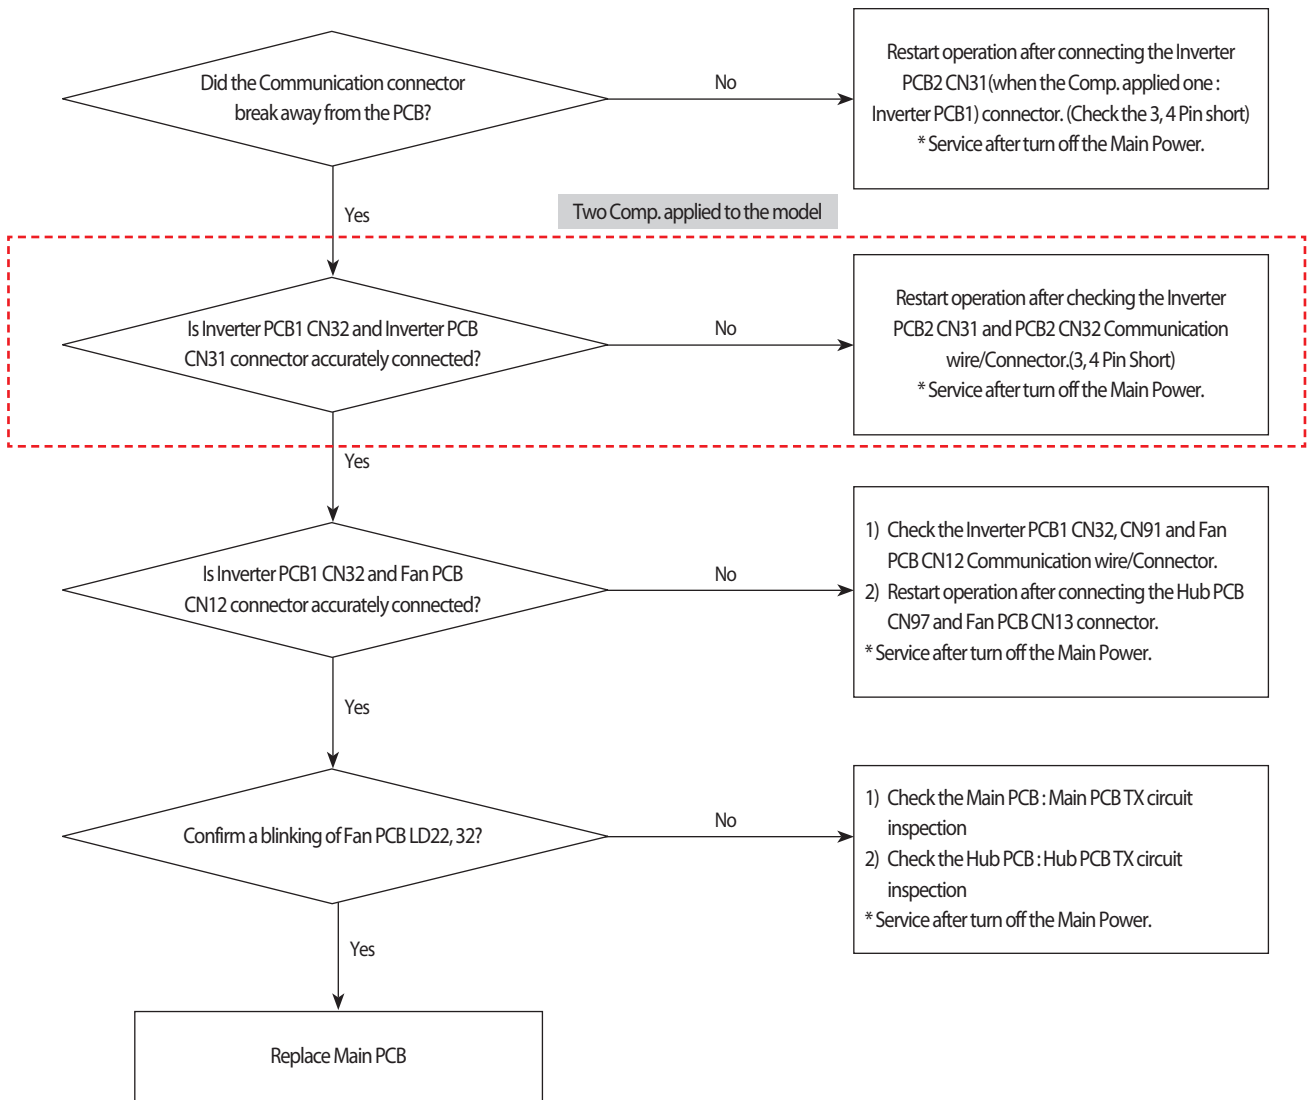 Did the Communication connector
break away from the PCB?
No
Restart operation after connecting the Inverter
PCB2 CN31(when the Comp. applied one :
Inverter PCB1) connector. (Check the 3, 4 Pin short)
* Service after turn off the Main Power.
Yes
Two Comp. applied to the model
Is Inverter PCB1 CN32 and Inverter PCB
CN31 connector accurately connected?
No
Restart operation after checking the Inverter
PCB2 CN31 and PCB2 CN32 Communication
wire/Connector.(3, 4 Pin Short)
* Service after turn off the Main Power.
Yes
Is Inverter PCB1 CN32 and Fan PCB
CN12 connector accurately connected?
No
1) Check the Inverter PCB1 CN32, CN91 and Fan
PCB CN12 Communication wire/Connector.
2) Restart operation after connecting the Hub PCB
CN97 and Fan PCB CN13 connector.
* Service after turn off the Main Power.
Yes
Confirm a blinking of Fan PCB LD22, 32?
No
1) Check the Main PCB : Main PCB TX circuit
inspection
2) Check the Hub PCB : Hub PCB TX circuit
inspection
* Service after turn off the Main Power.
Yes
Replace Main PCB